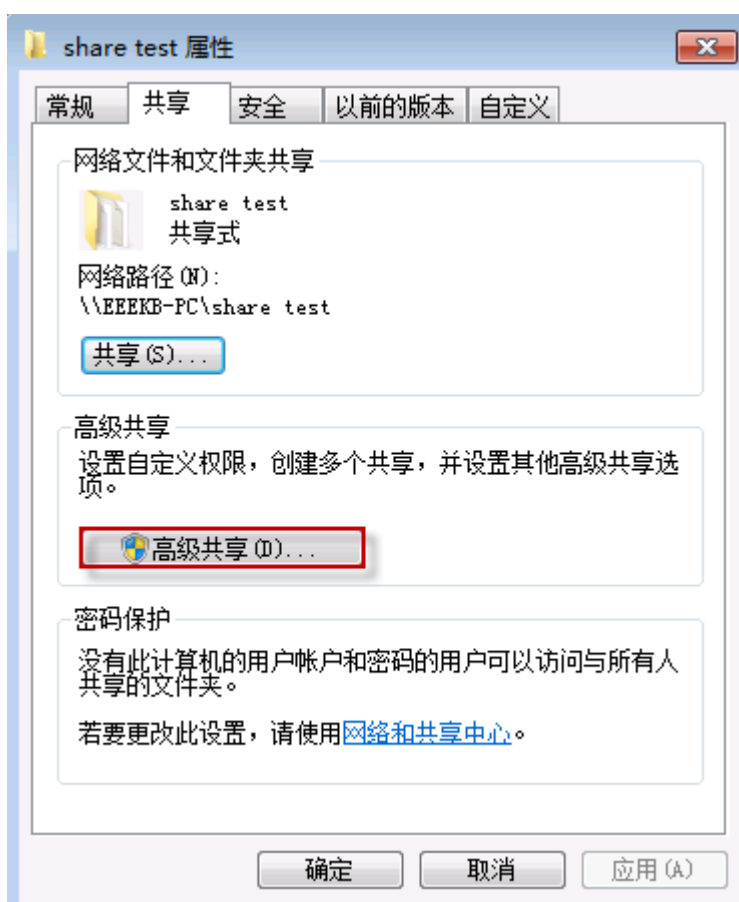 share test 属性
常规 共享 安全 以前的版本 自定义
网络文件和文件夹共享
share test
共享式
网络路径(N):
\\EEEKB-PC\share test
共享(S)...
高级共享
设置自定义权限，创建多个共享，并设置其他高级共享选
项。
高级共享(D)...
密码保护
没有此计算机的用户帐户和密码的用户可以访问与所有人
共享的文件夹。
若要更改此设置，请使用网络和共享中心。
确定 取消 应用(A)